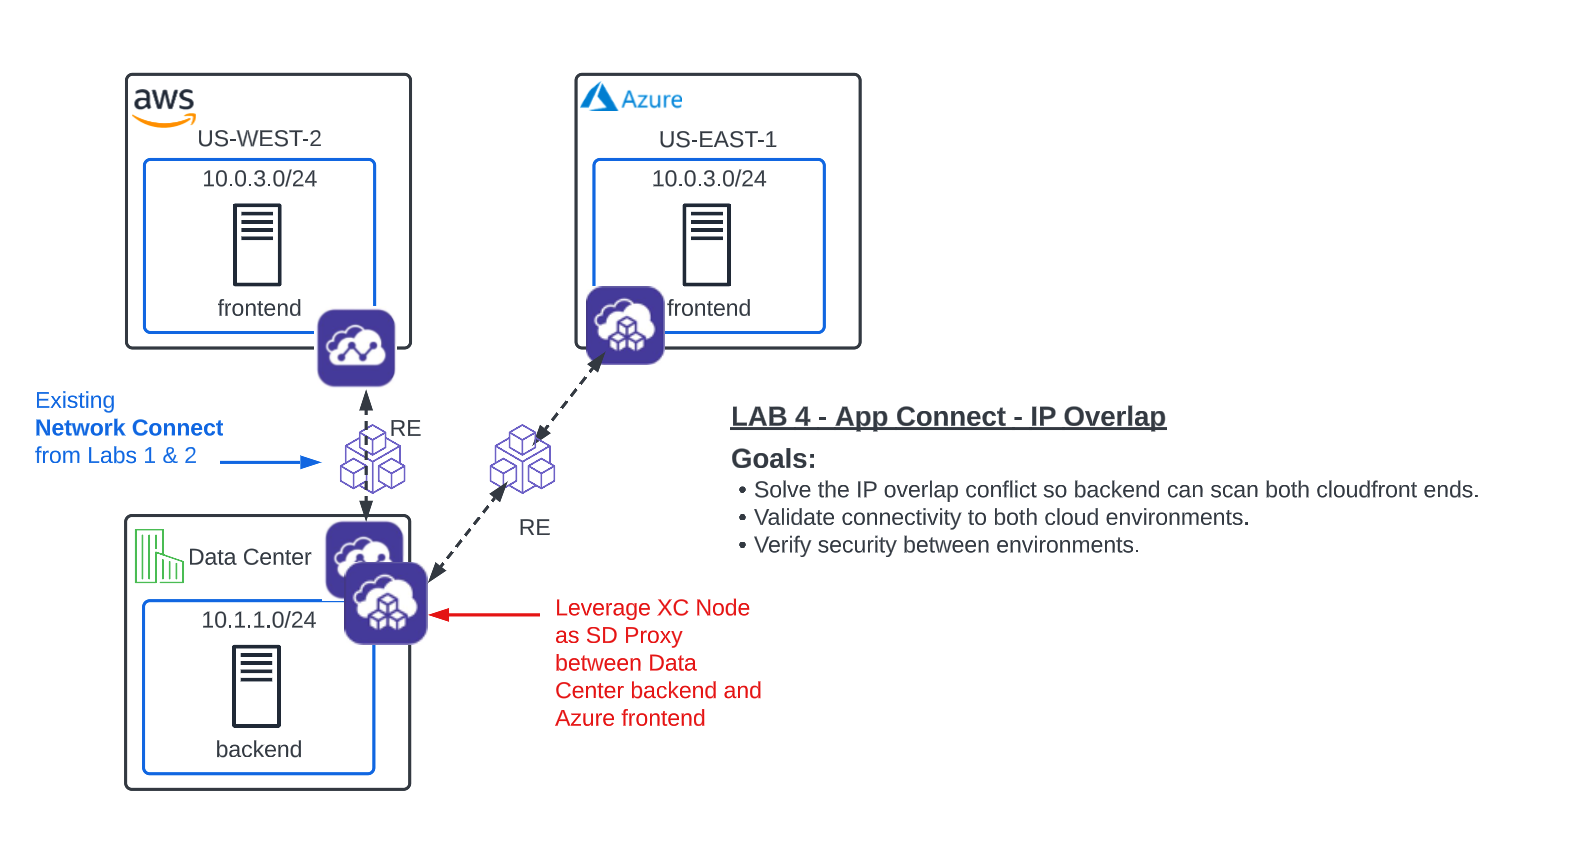 aws
US-WEST-2
10.0.3.0/24
frontend
Azure
US-EAST-1
10.0.3.0/24
frontend
Existing
Network Connect
from Labs 1 & 2
RE
RE
LAB 4 - App Connect - IP Overlap
Goals:
• Solve the IP overlap conflict so backend can scan both cloudfront ends.
• Validate connectivity to both cloud environments.
• Verify security between environments.
Data Center
10.1.1.0/24
backend
Leverage XC Node
as SD Proxy
between Data
Center backend and
Azure frontend